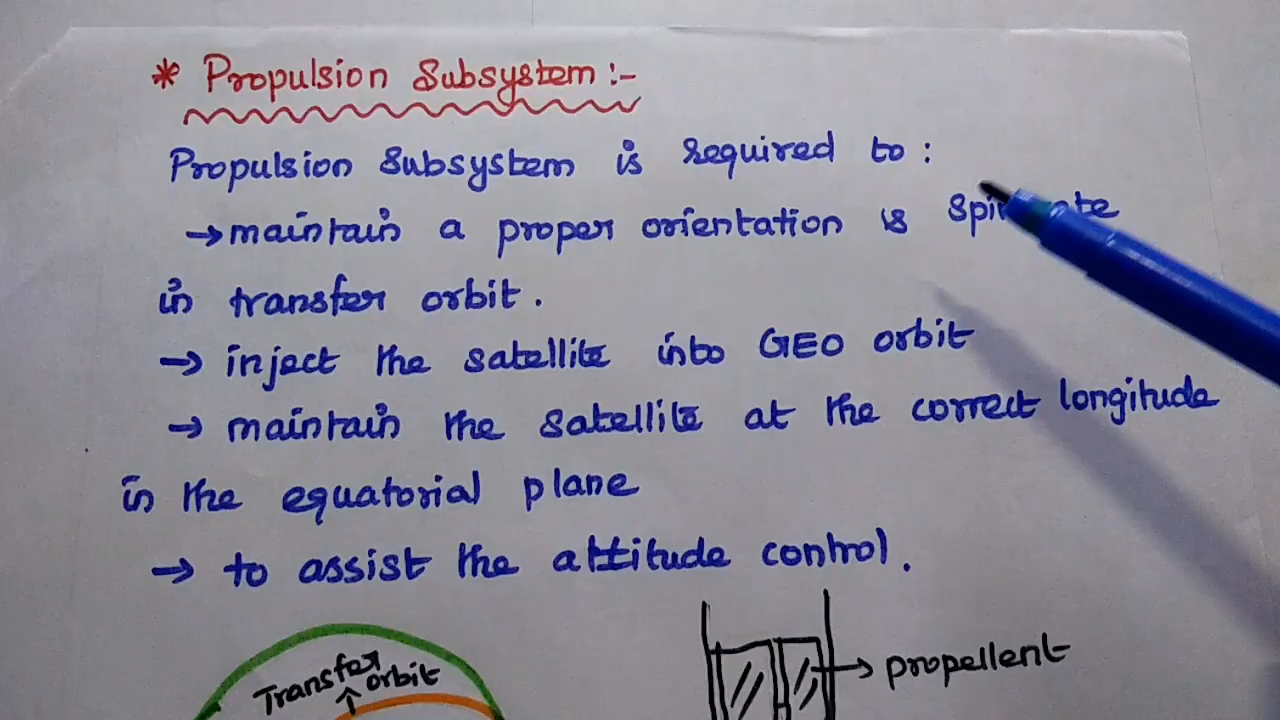 * Propulsion Subsystem :-
Propulsion Subsystem is required to :
→ maintain a proper orientation is
in transfer orbit.
→ inject the satellite into GEO orbit
→ maintain the satellite at the correct longitude
in the equatorial plane
→ to assist the attitude control.
Transfer
orbit
→ propellent